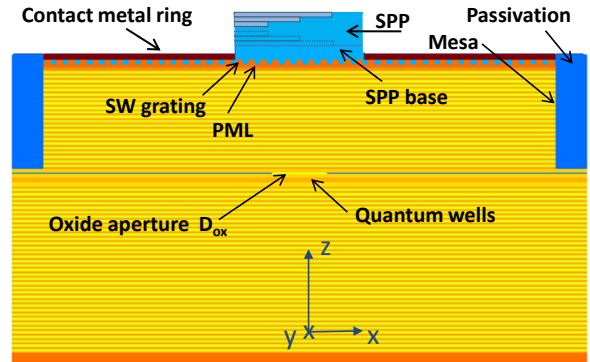 Contact metal ring
SPP
Passivation
Mesa
SW grating
PML
SPP base
Oxide aperture Dox
Quantum wells
z
y x x